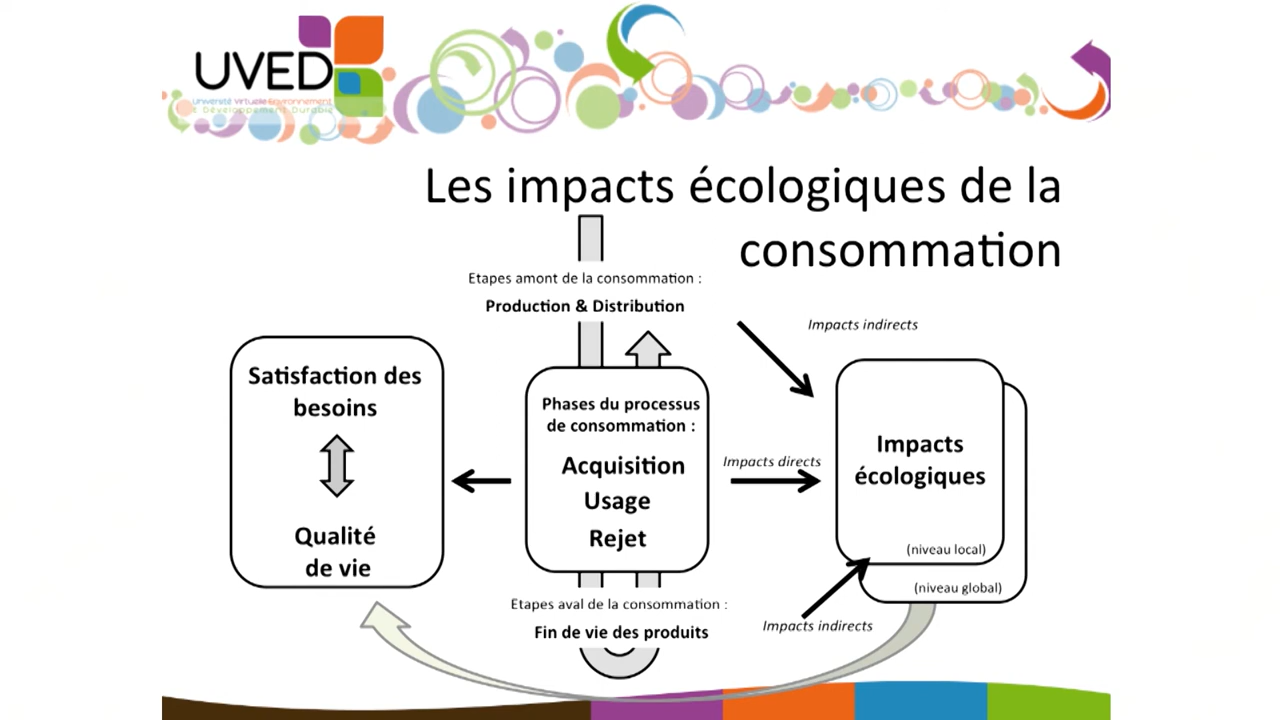 UVED
Université Virtuelle Environnement
et Développement Durable
Les impacts écologiques de la
consommation
Etapes amont de la consommation :
Production & Distribution
Impacts indirects
Satisfaction des
besoins
Qualité
de vie
Phases du processus
de consommation :
Acquisition
Usage
Rejet
Impacts directs
Impacts
écologiques
(niveau local)
(niveau global)
Etapes aval de la consommation :
Fin de vie des produits
Impacts indirects